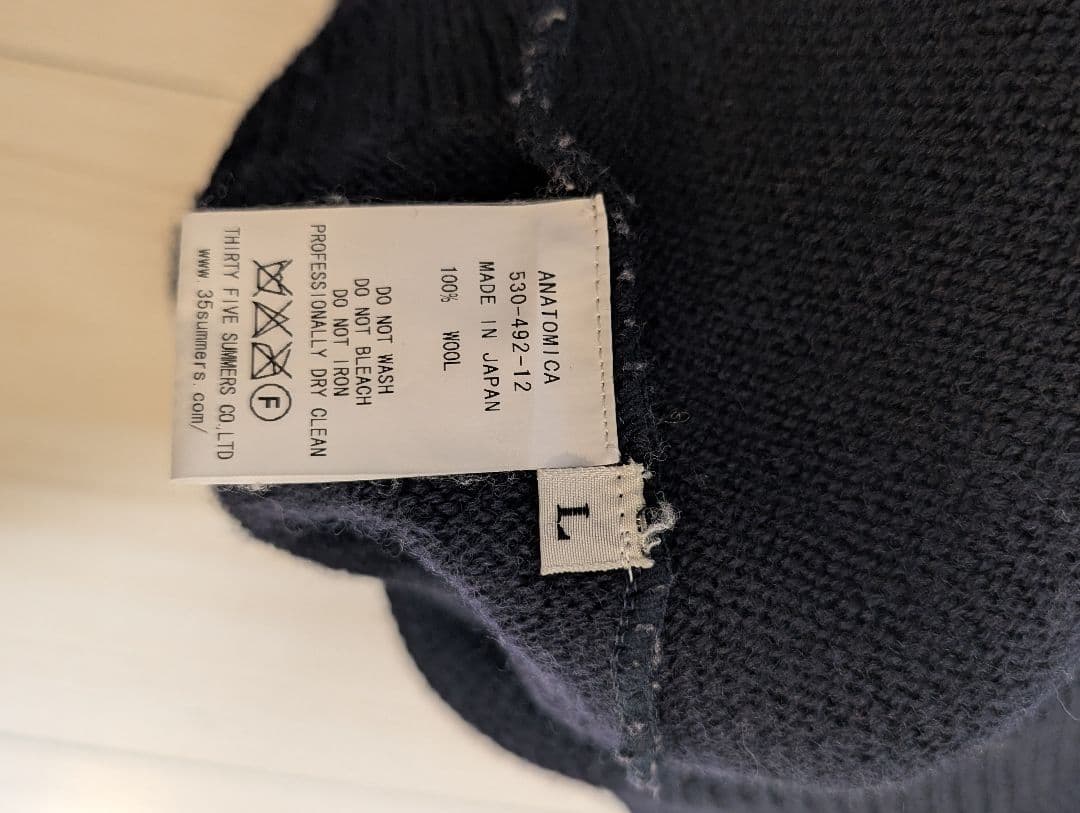 ANATOMICA
530-492-12
MADE IN JAPAN
100% WOOL
DO NOT WASH
DO NOT BLEACH
DO NOT IRON
PROFESSIONALLY DRY CLEAN
F
THIRTY FIVE SUMMERS CO.,LTD
www.35summers.com/
L